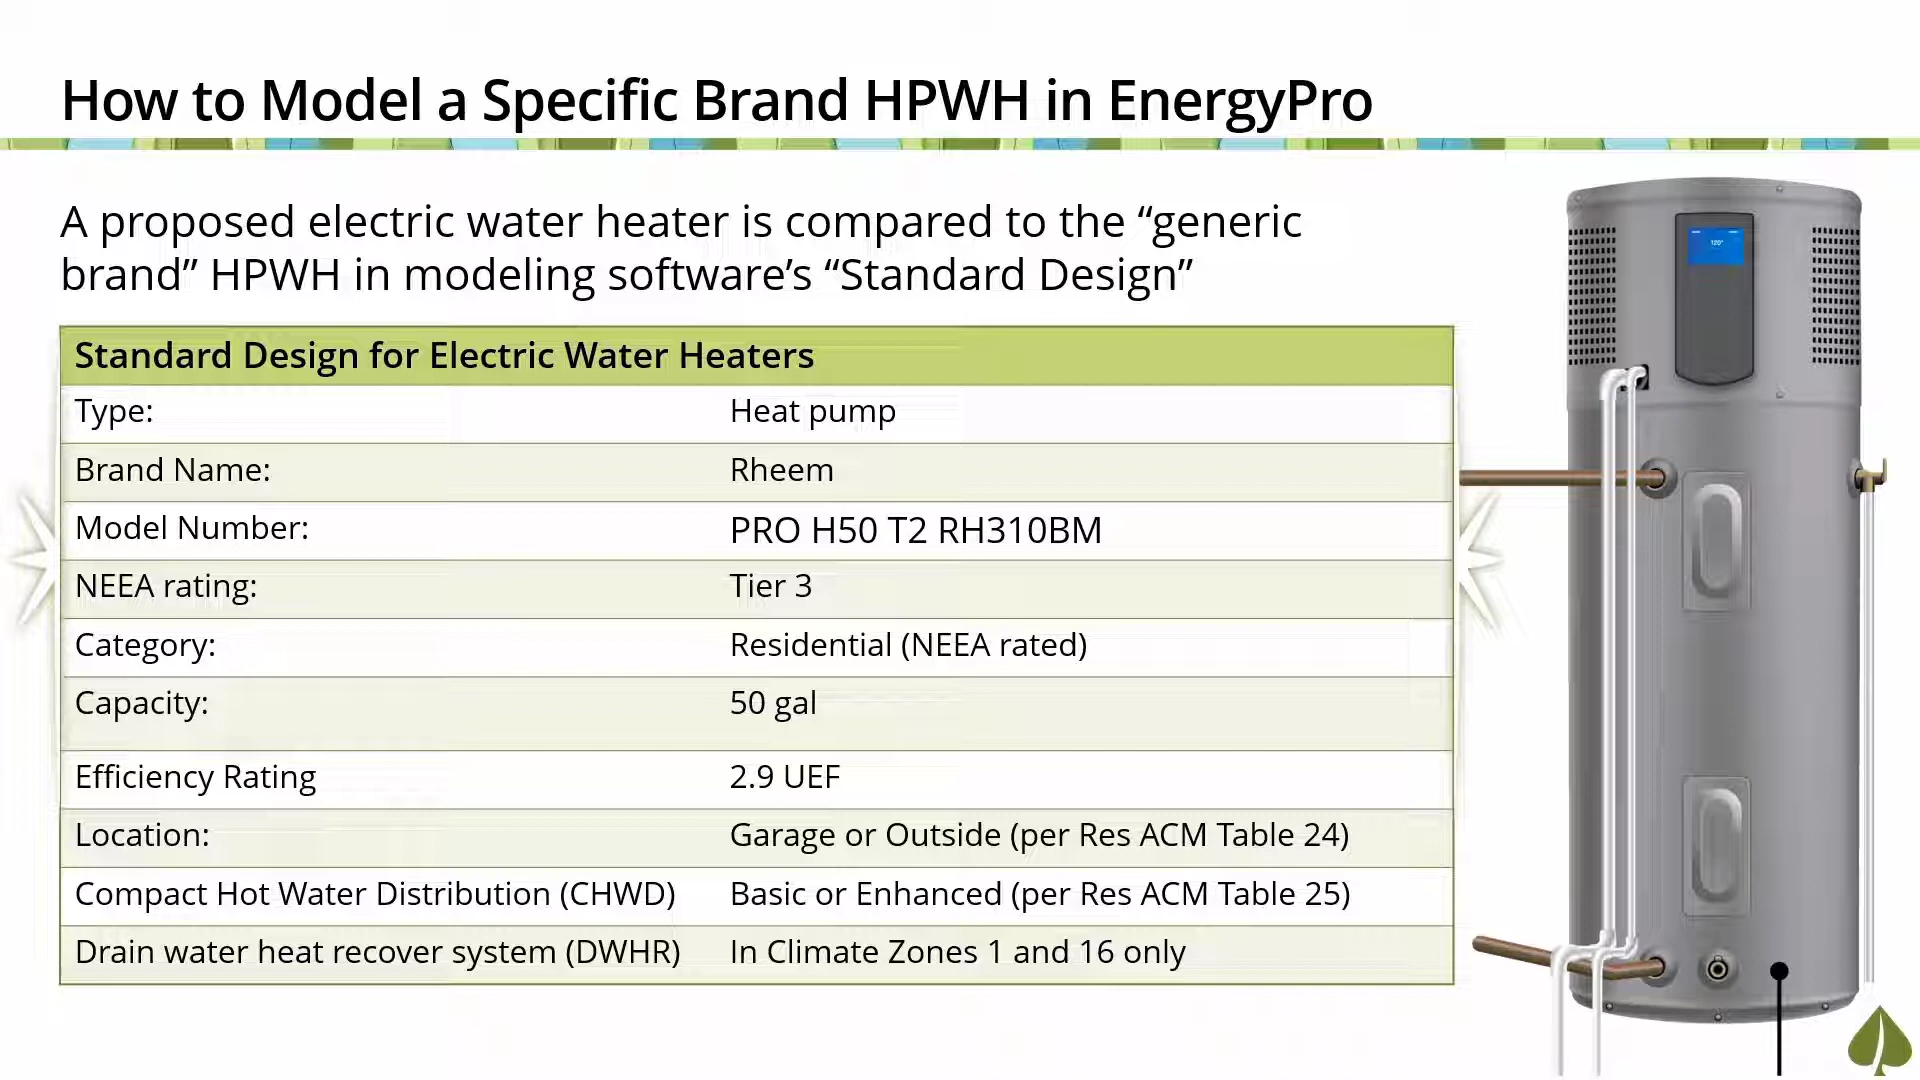 How to Model a Specific Brand HPWH in EnergyPro
A proposed electric water heater is compared to the “generic
brand” HPWH in modeling software’s “Standard Design”
Standard Design for Electric Water Heaters
Type: Heat pump
Brand Name: Rheem
Model Number: PRO H50 T2 RH310BM
NEEA rating: Tier 3
Category: Residential (NEEA rated)
Capacity: 50 gal
Efficiency Rating 2.9 UEF
Location: Garage or Outside (per Res ACM Table 24)
Compact Hot Water Distribution (CHWD) Basic or Enhanced (per Res ACM Table 25)
Drain water heat recover system (DWHR) In Climate Zones 1 and 16 only
120°